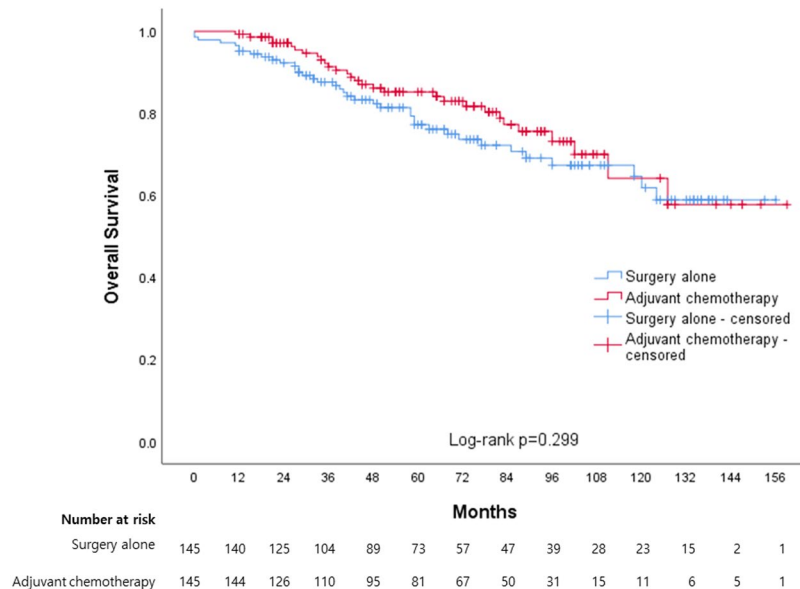 1.0
0.8
0.6
0.4
0.2
0.0
Overall Survival
Surgery alone
Adjuvant chemotherapy
Surgery alone - censored
Adjuvant chemotherapy -
censored
Log-rank p=0.299
0 12 24 36 48 60 72 84 96 108 120 132 144 156
Months
Number at risk
Surgery alone 145 140 125 104 89 73 57 47 39 28 23 15 2 1
Adjuvant chemotherapy 145 144 126 110 95 81 67 50 31 15 11 6 5 1